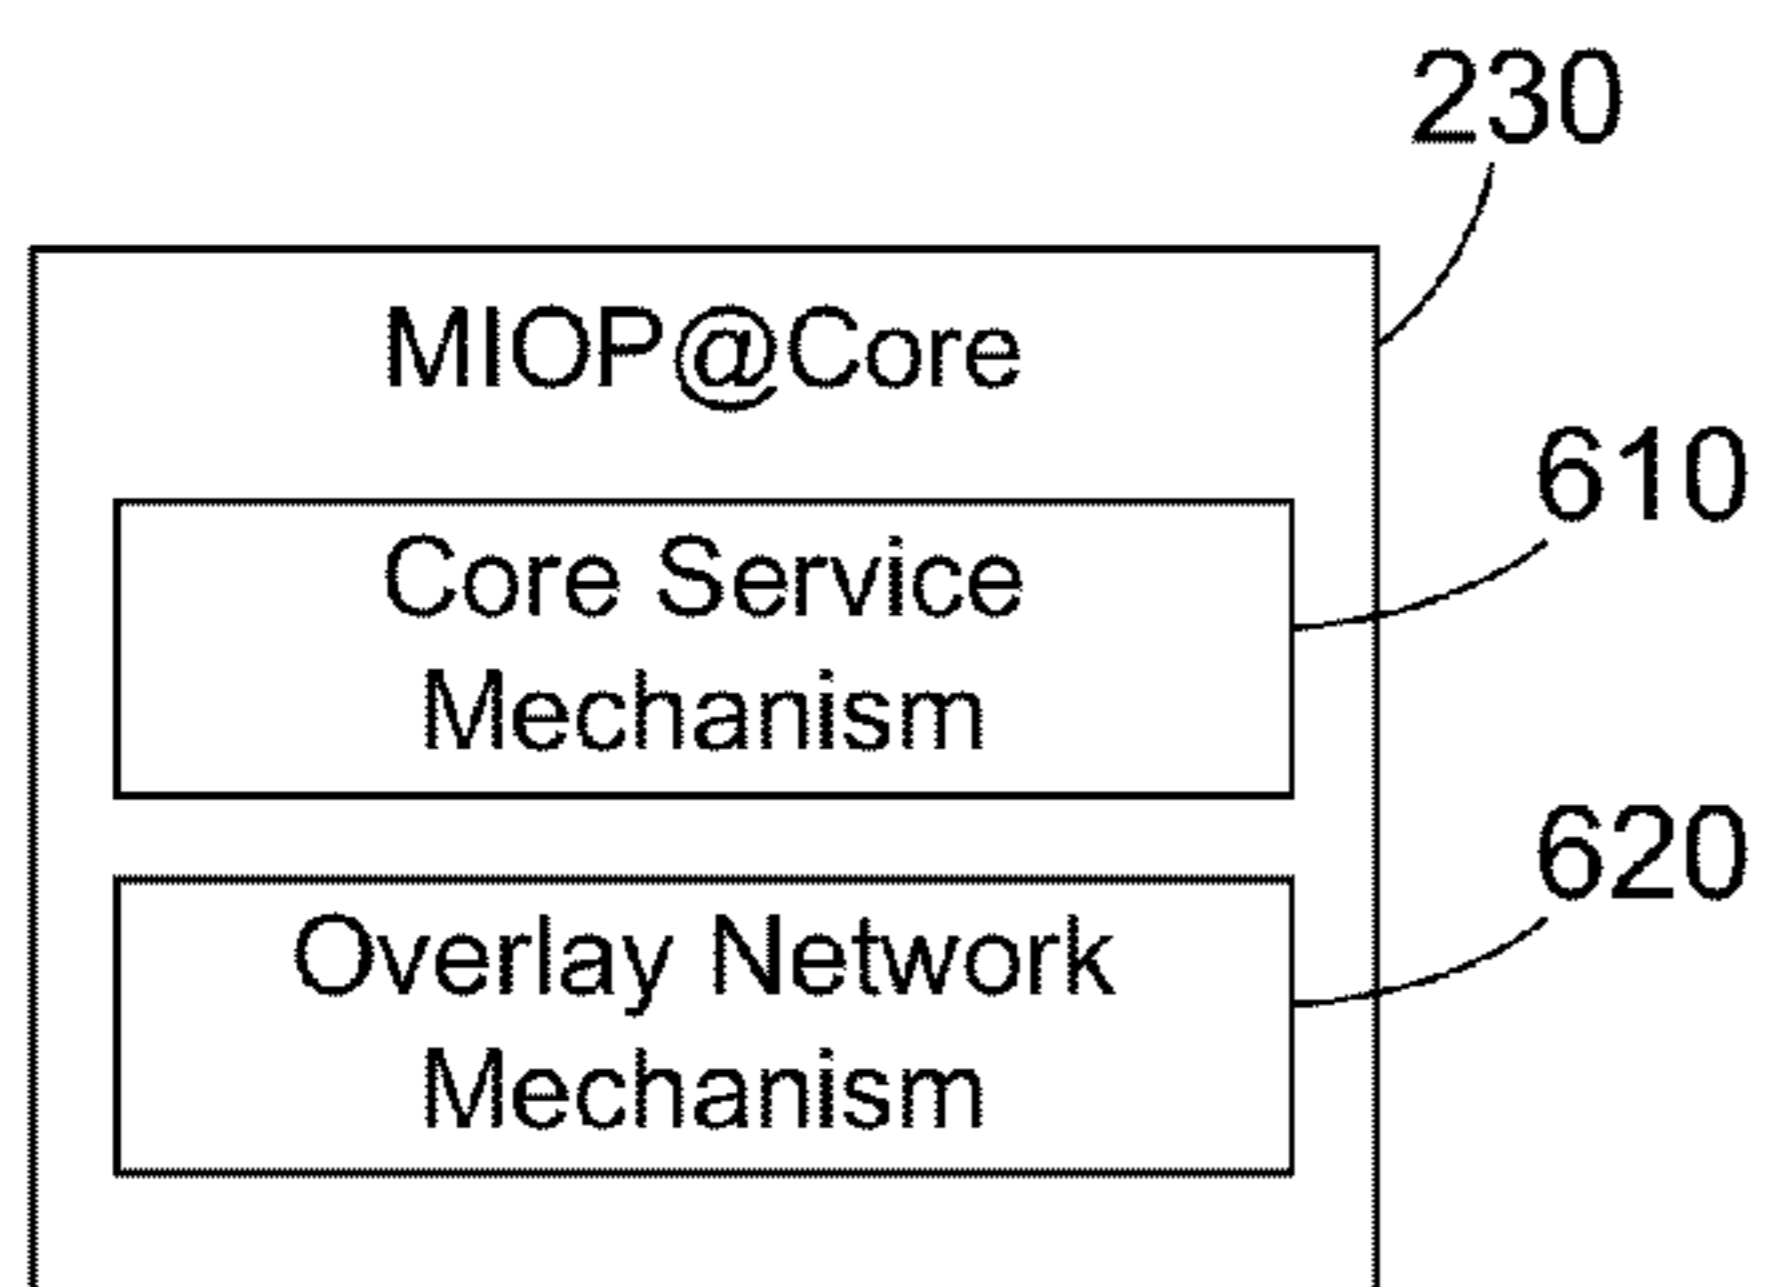 230
MIOP@Core
610
Core Service
Mechanism
620
Overlay Network
Mechanism